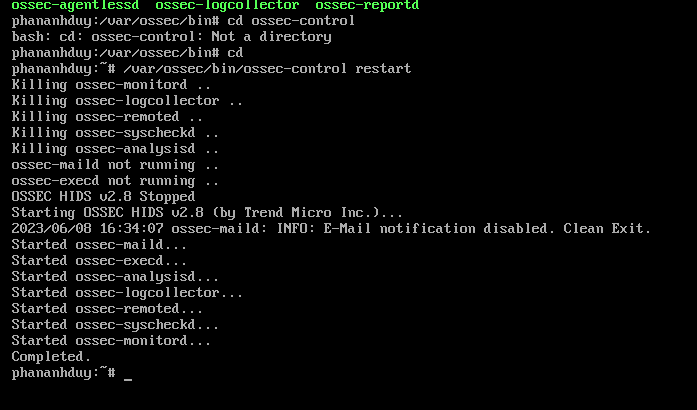 ossec-agentlessd  ossec-logcollector  ossec-reportd
phananhduy:/var/ossec/bin# cd ossec-control
bash: cd: ossec-control: Not a directory
phananhduy:/var/ossec/bin# cd
phananhduy:~# /var/ossec/bin/ossec-control restart
Killing ossec-monitord ..
Killing ossec-logcollector ..
Killing ossec-remoted ..
Killing ossec-syscheckd ..
Killing ossec-analysisd ..
ossec-maild not running ..
ossec-execd not running ..
OSSEC HIDS v2.8 Stopped
Starting OSSEC HIDS v2.8 (by Trend Micro Inc.)...
2023/06/08 16:34:07 ossec-maild: INFO: E-Mail notification disabled. Clean Exit.
Started ossec-maild...
Started ossec-execd...
Started ossec-analysisd...
Started ossec-logcollector...
Started ossec-remoted...
Started ossec-syscheckd...
Started ossec-monitord...
Completed.
phananhduy:~# _